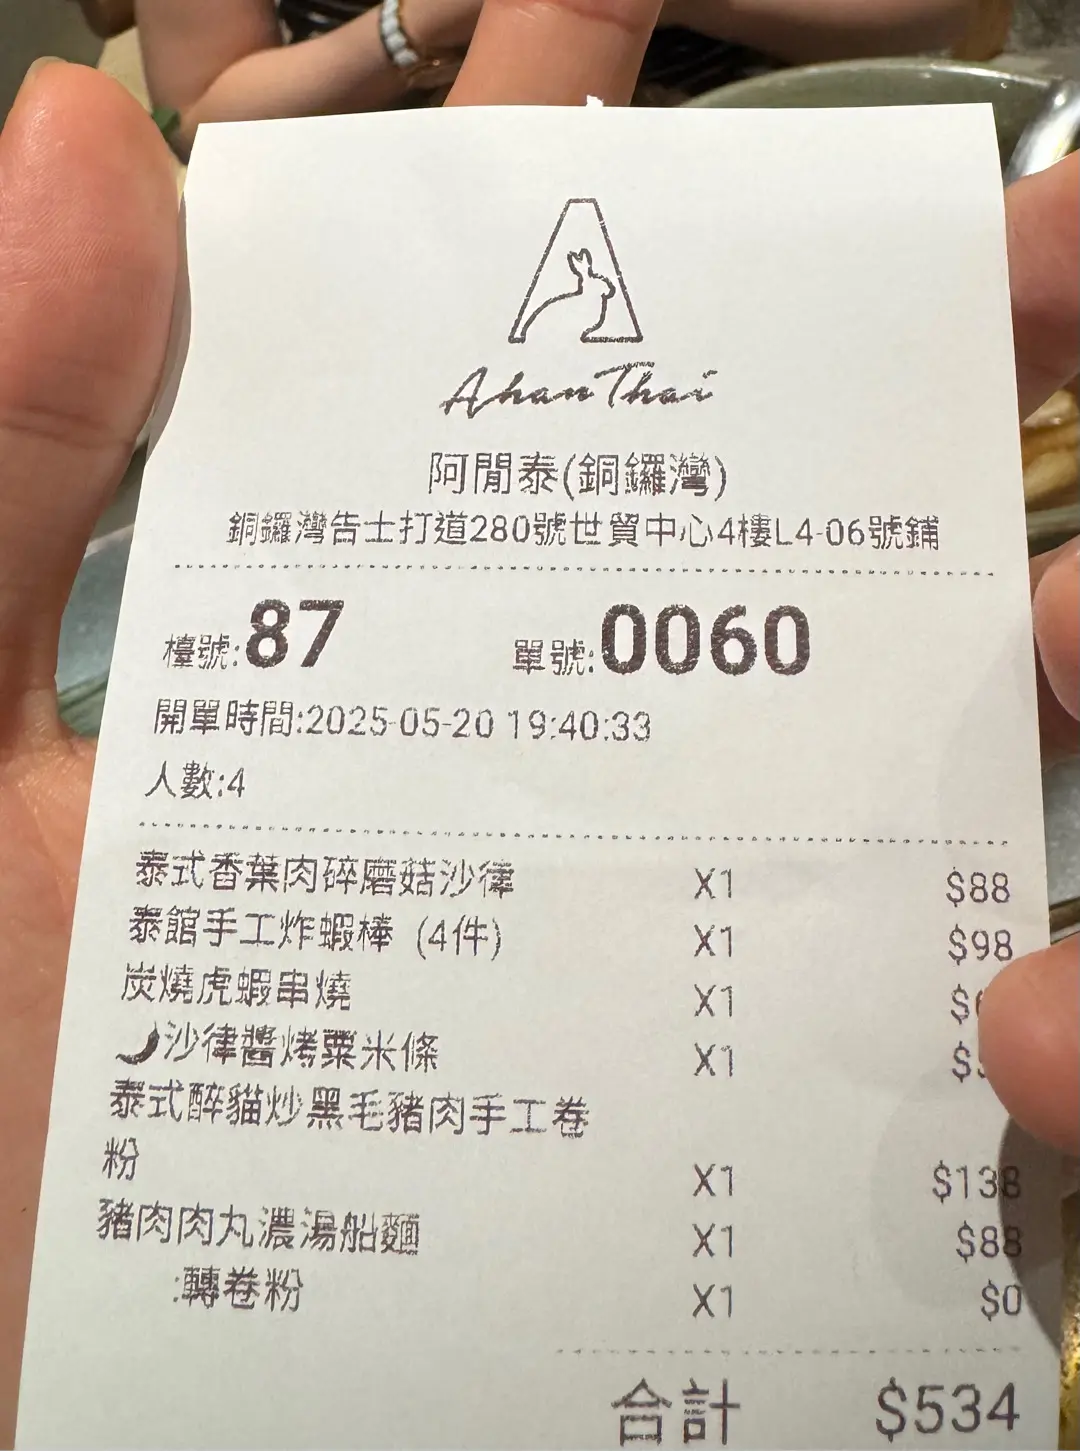 Ahan Thai
阿閒泰(銅鑼灣)
銅鑼灣告士打道280號世貿中心4樓L4-06號鋪
檯號:87 單號:0060
開單時間:2025-05-20 19:40:33
人數:4
泰式香葉肉碎磨菇沙律 X1 $88
泰館手工炸蝦棒 (4件) X1 $98
炭燒虎蝦串燒 X1
沙律醬烤粟米條 X1
泰式醉貓炒黑毛豬肉手工卷
粉 X1 $138
豬肉肉丸濃湯船麵 X1 $88
:轉卷粉 X1 $0
合計 $534